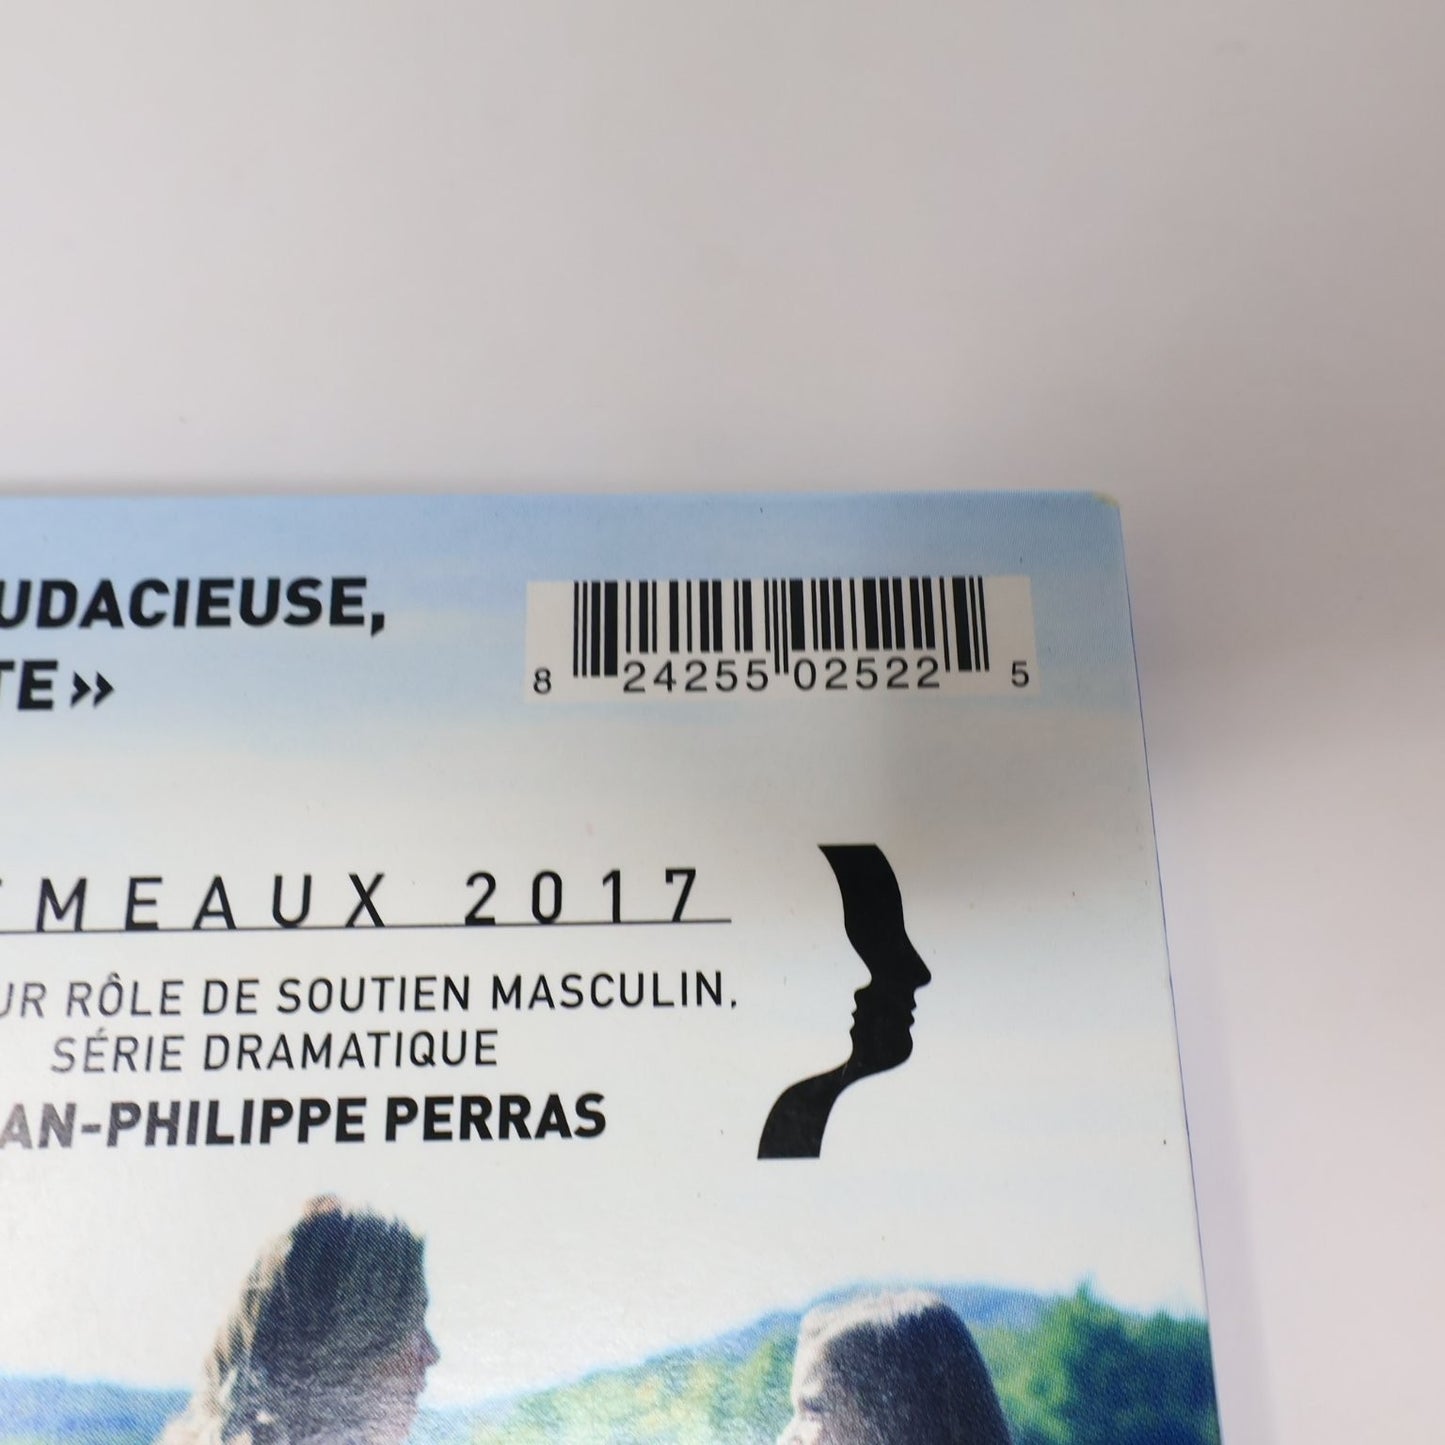 UDACIEUSE,
TE »
8 24255 02522 5
MEAUX 2017
UR RÔLE DE SOUTIEN MASCULIN,
SÉRIE DRAMATIQUE
AN-PHILIPPE PERRAS